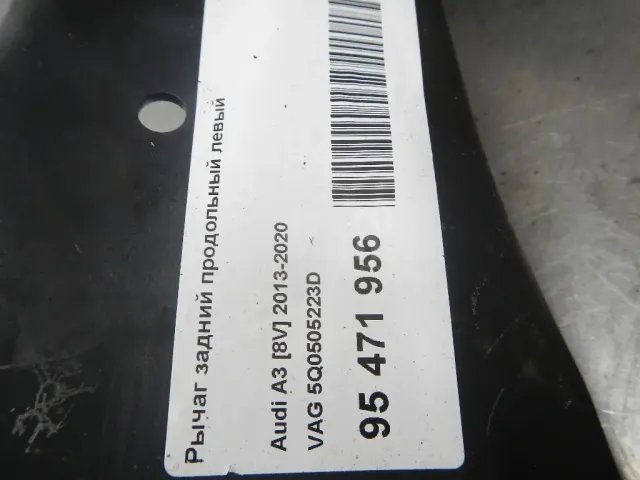 Рычаг задний продольный левый
Audi A3 [8V] 2013-2020
VAG 5Q0505223D
95 471 956